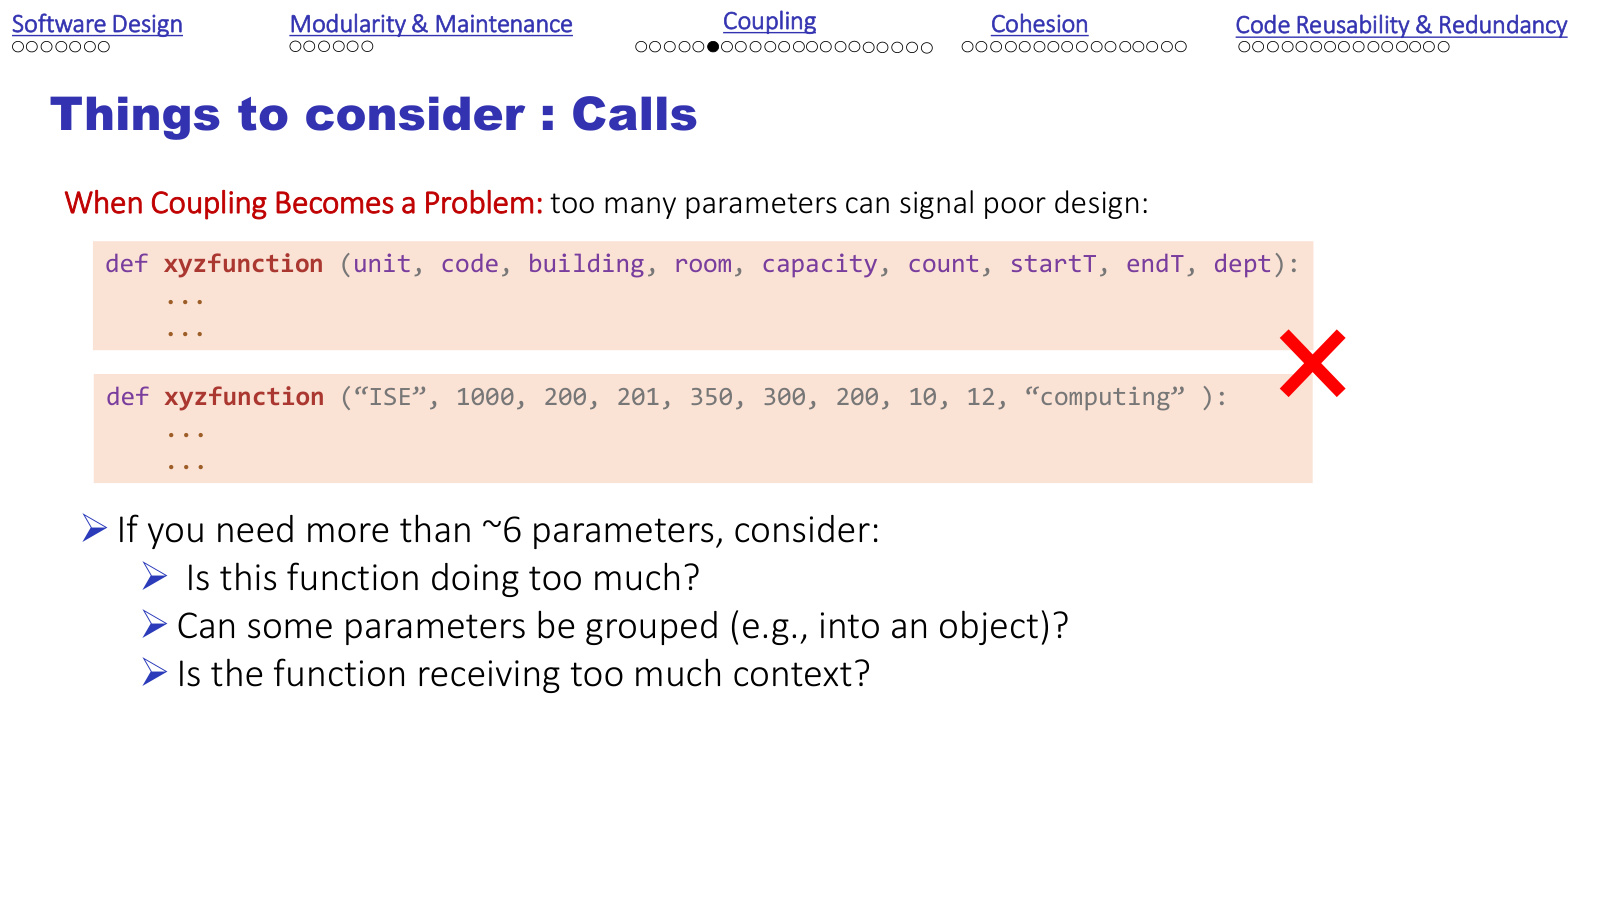 Software Design
Modularity & Maintenance
Coupling
Cohesion
Code Reusability & Redundancy
Things to consider : Calls
When Coupling Becomes a Problem: too many parameters can signal poor design:
def xyzfunction (unit, code, building, room, capacity, count, startT, endT, dept):
...
...
def xyzfunction (“ISE”, 1000, 200, 201, 350, 300, 200, 10, 12, “computing” ):
...
...
If you need more than ~6 parameters, consider:
Is this function doing too much?
Can some parameters be grouped (e.g., into an object)?
Is the function receiving too much context?